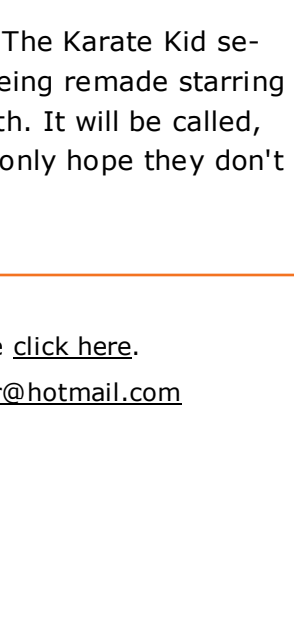 The Karate Kid se-
eing remade starring
th. It will be called,
only hope they don't
e click here.
r@hotmail.com